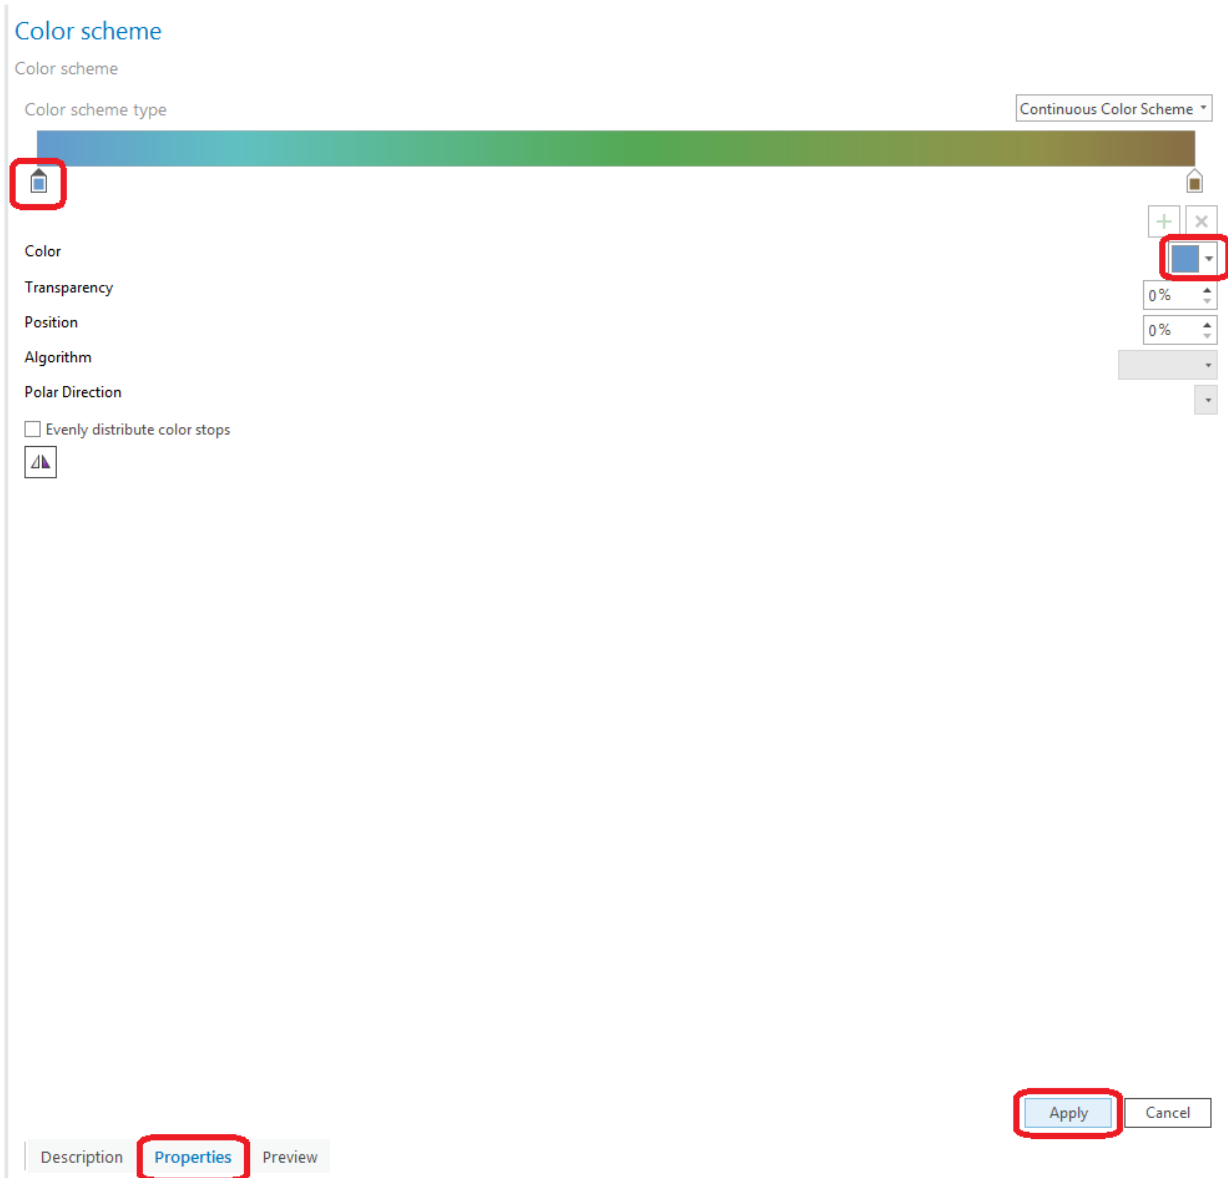 Color scheme
Color scheme
Color scheme type
Continuous Color Scheme
Color
Transparency
0%
Position
0%
Algorithm
Polar Direction
Evenly distribute color stops
Apply
Cancel
Description
Properties
Preview